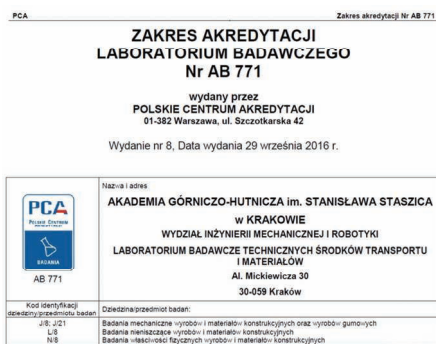 PCA Zakres akredytacji Nr AB 771
ZAKRES AKREDYTACJI
LABORATORIUM BADAWCZEGO
Nr AB 771
wydany przez
POLSKIE CENTRUM AKREDYTACJI
01-382 Warszawa, ul. Szczotkarska 42
Wydanie nr 8, Data wydania 29 września 2016 r.
PCA
POLSKIE CENTRUM
BADANIA
AB 771
Nazwa i adres
AKADEMIA GÓRNICZO-HUTNICZA im. STANISŁAWA STASZICA
w KRAKOWIE
WYDZIAŁ INŻYNIERII MECHANICZNEJ I ROBOTYKI
LABORATORIUM BADAWCZE TECHNICZNYCH ŚRODKÓW TRANSPORTU
I MATERIAŁÓW
Al. Mickiewicza 30
30-059 Kraków
Kod identyfikacji
dziedziny/przedmiotu badań
Dziedzina/przedmiot badań:
J/8; J/21 Badania mechaniczne wyrobów i materiałów konstrukcyjnych oraz wyrobów gumowych
L/8 Badania nieniszczące wyrobów i materiałów konstrukcyjnych
N/8 Badania właściwości fizycznych wyrobów i materiałów konstrukcyjnych